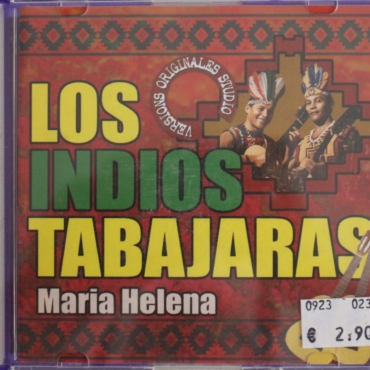 VERSIONS ORIGINALES STUDIO
LOS
INDIOS
TABAJARAS
Maria Helena
0923 023
€ 2.90